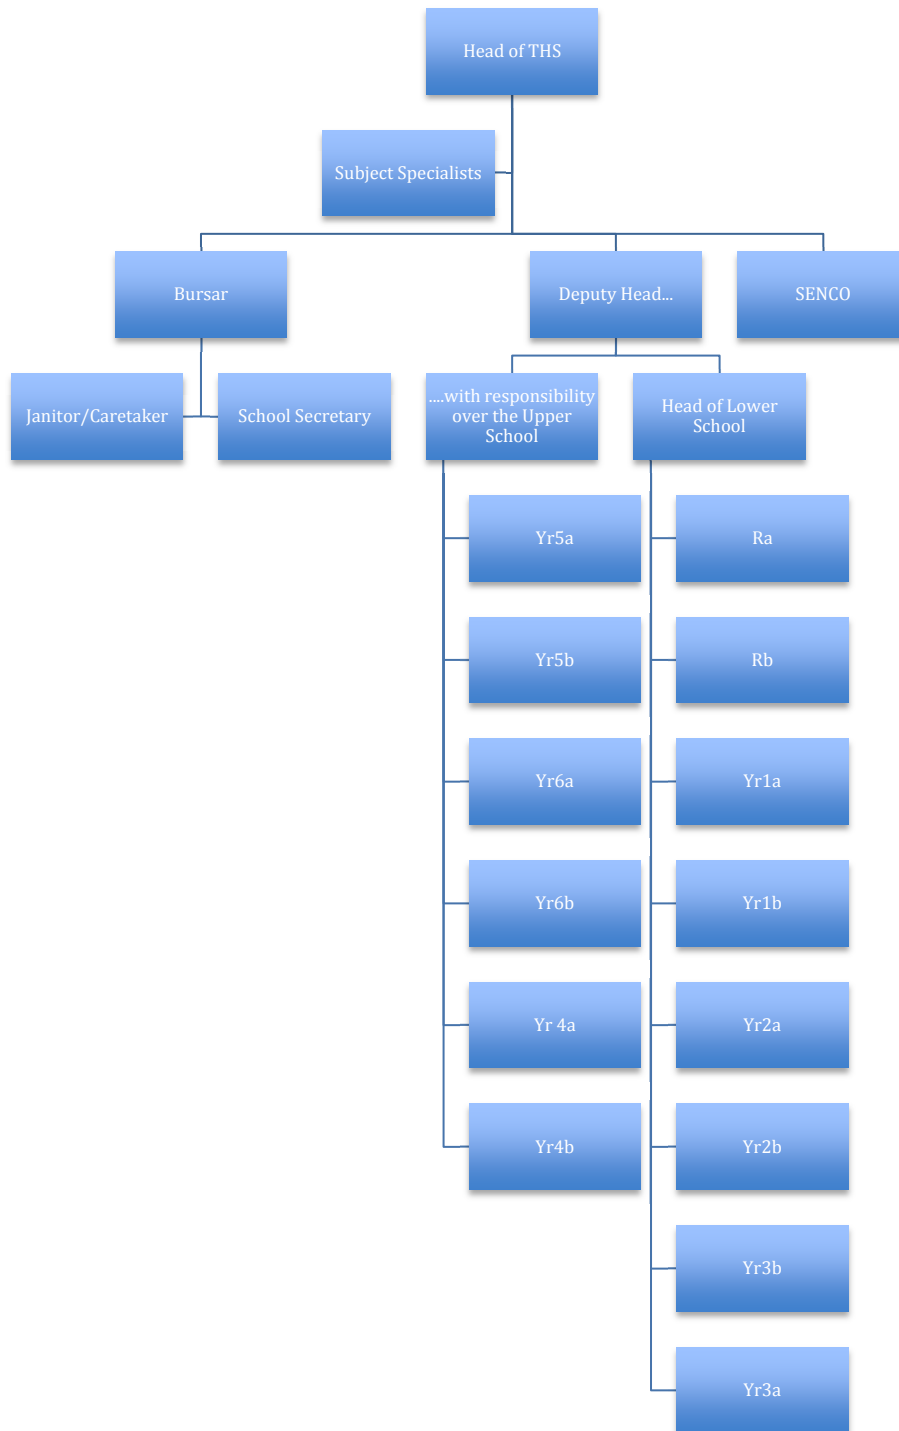 Head of THS
Subject Specialists
Bursar
Deputy Head...
SENCO
Janitor/Caretaker
School Secretary
....with responsibility
over the Upper
School
Head of Lower
School
Yr5a
Ra
Yr5b
Rb
Yr6a
Yr1a
Yr6b
Yr1b
Yr 4a
Yr2a
Yr4b
Yr2b
Yr3b
Yr3a